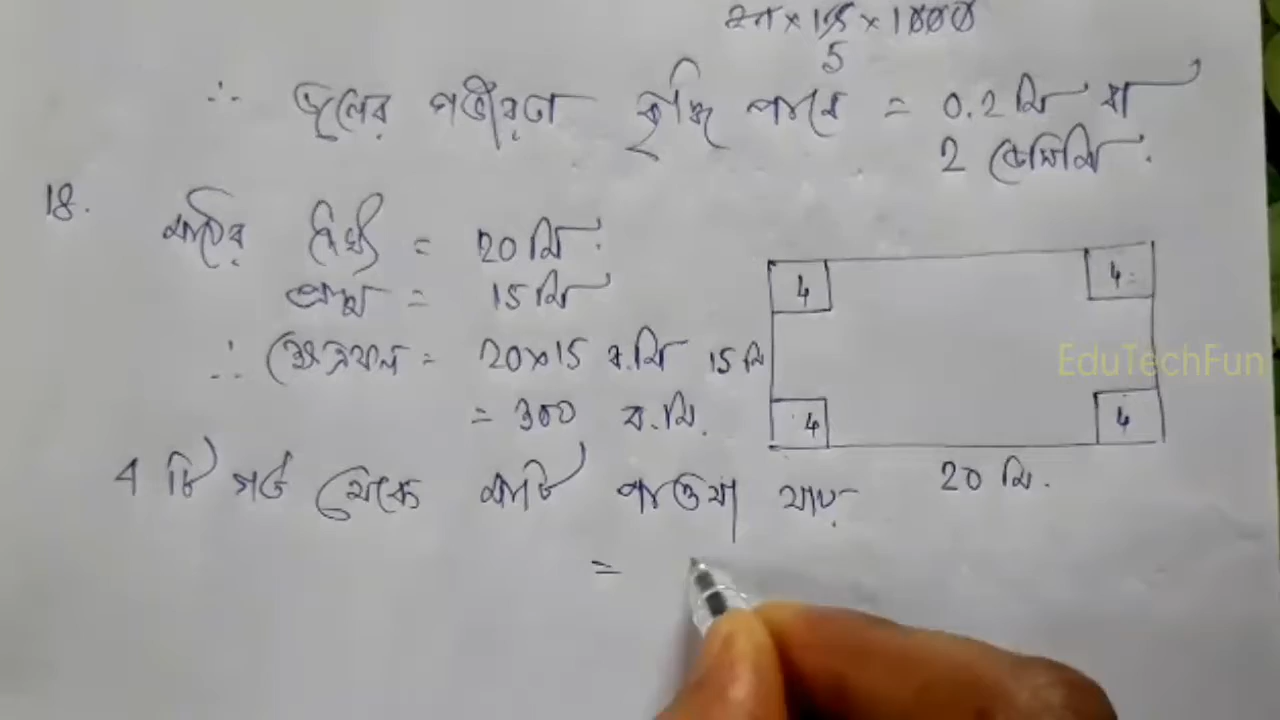 5
∴ জলের গভীরতা বৃদ্ধি পাবে = 0.2 মি বা
2 ডেসিমি.
18. মাঠের দৈর্ঘ্য = 20 মি.
প্রস্থ = 15 মি
∴ ক্ষেত্রফল = 20×15 ব.মি
= 300 ব.মি.
4 টি গর্ত থেকে মাটি পাওয়া যায়
=
4 4
15 মি
4 4
20 মি.
EduTechFun